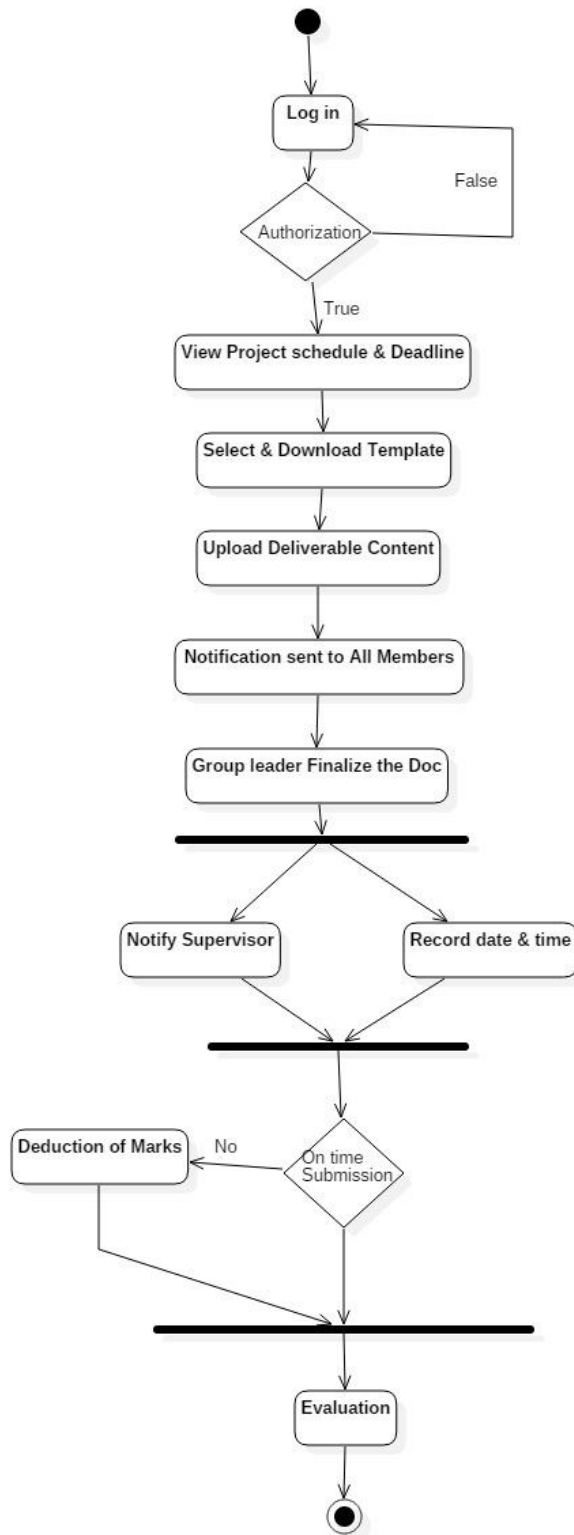 Log in
False
Authorization
True
View Project schedule & Deadline
Select & Download Template
Upload Deliverable Content
Notification sent to All Members
Group leader Finalize the Doc
Notify Supervisor
Record date & time
Deduction of Marks
No
On time
Submission
Evaluation